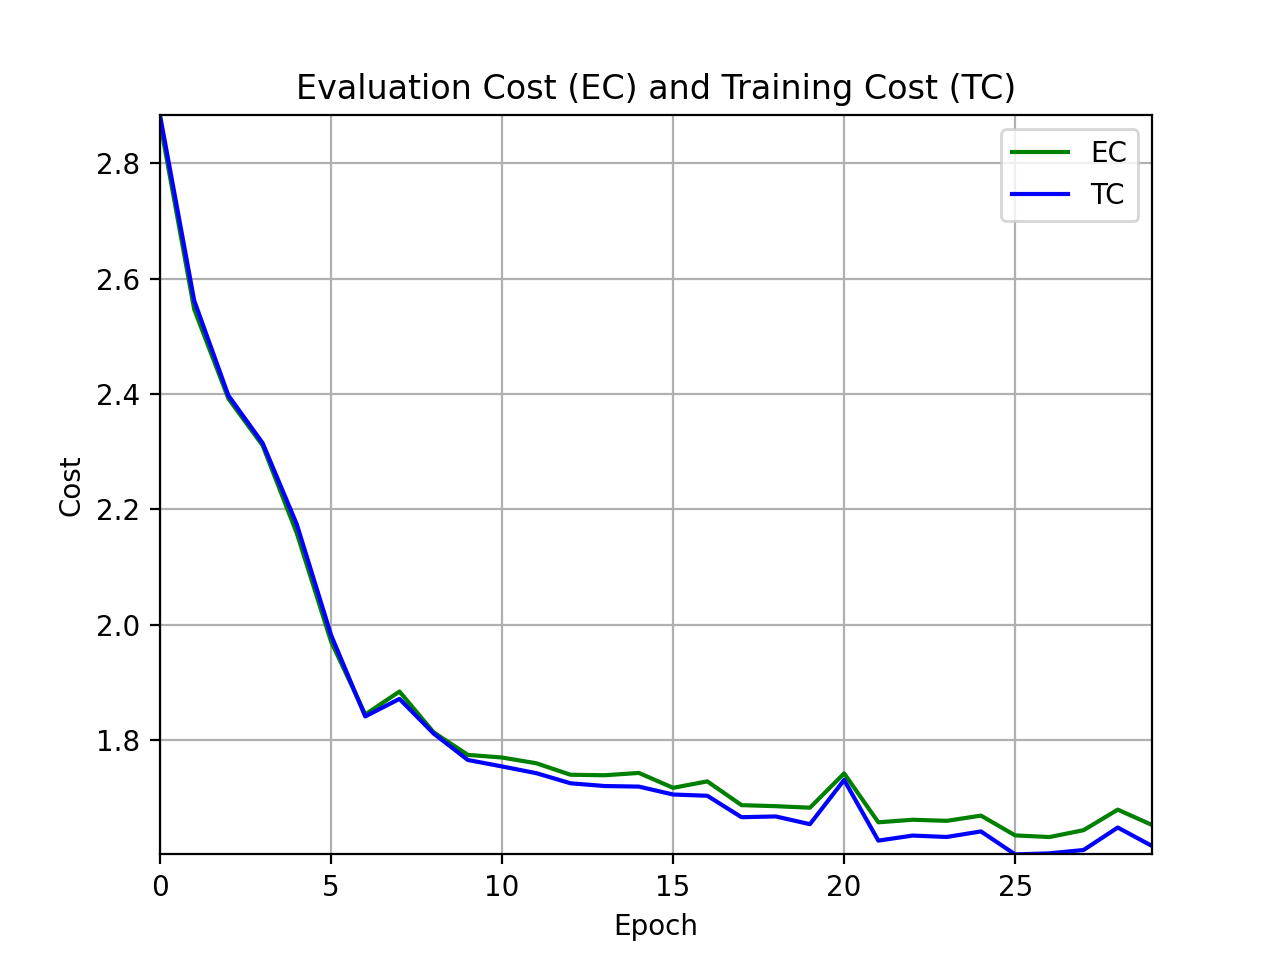 Evaluation Cost (EC) and Training Cost (TC)
EC
TC
2.8
2.6
2.4
2.2
2.0
1.8
Cost
0 5 10 15 20 25
Epoch